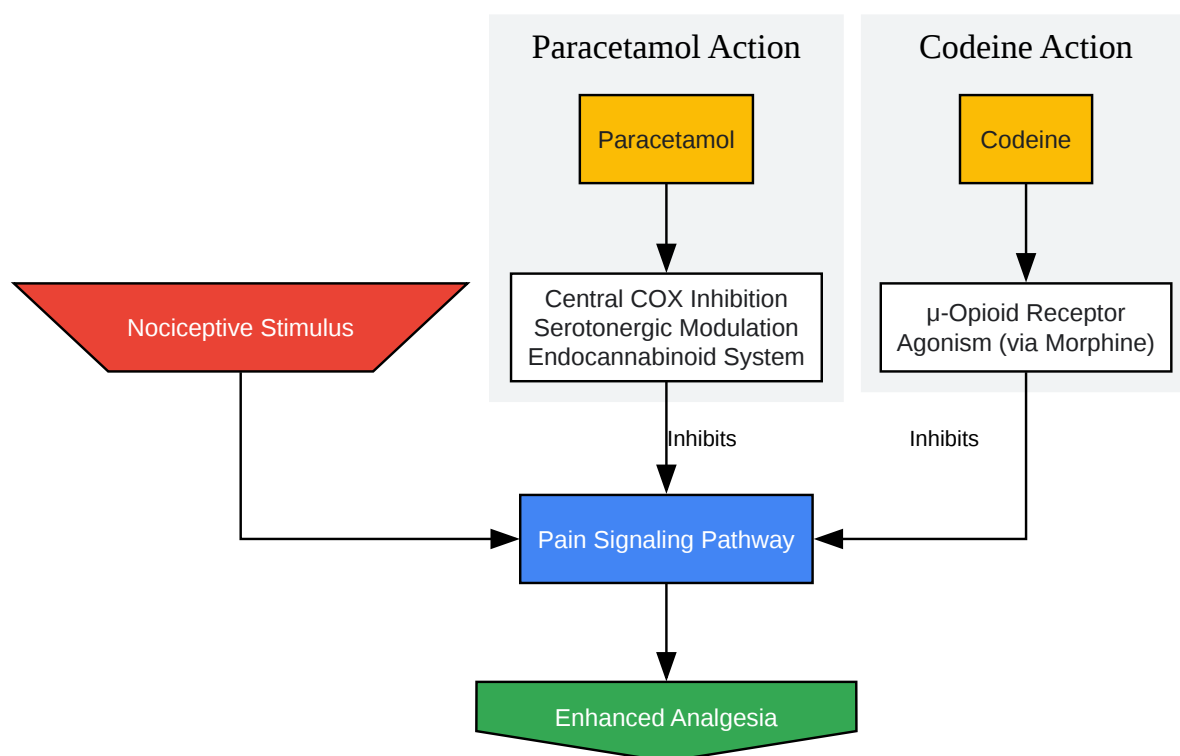 Paracetamol Action
Codeine Action
Paracetamol
Codeine
Nociceptive Stimulus
Central COX Inhibition
Serotonergic Modulation
Endocannabinoid System
μ-Opioid Receptor
Agonism (via Morphine)
Inhibits
Inhibits
Pain Signaling Pathway
Enhanced Analgesia